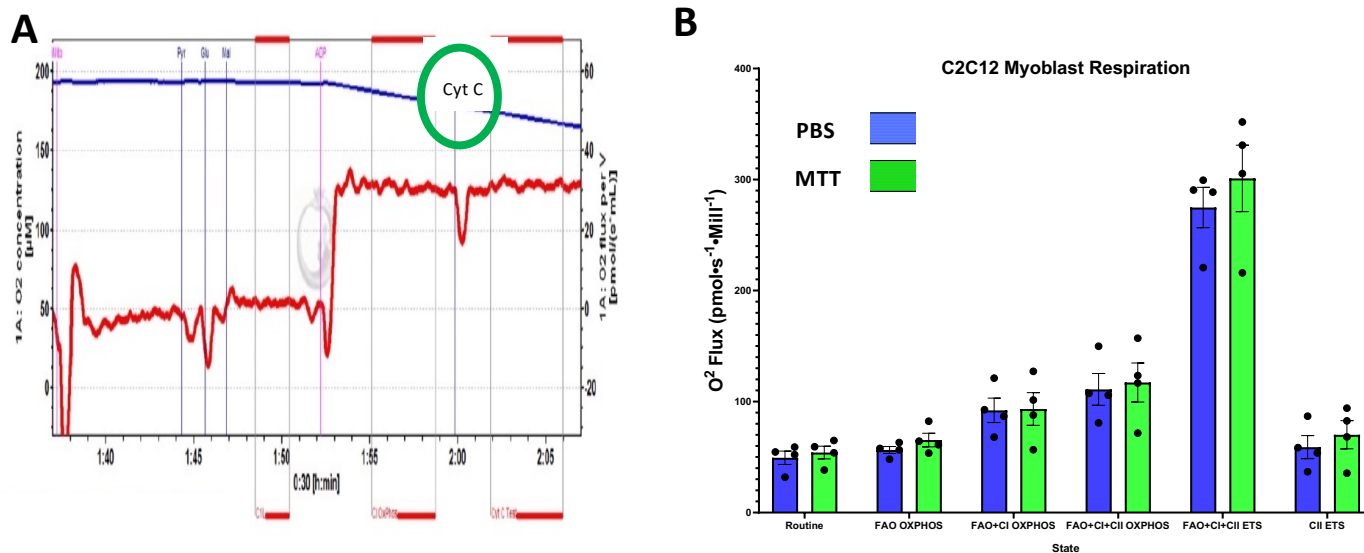 A
Mito
Pyr
Glu
Mal
ADP
Cyt C
200
150
100
50
0
60
40
20
0
-20
1A: O2 concentration
[µM]
1A: O2 flux per V
[pmol/(s*mL)]
1:40
1:45
1:50
1:55
2:00
2:05
0:30 [h:min]
CI OxPhos
Cyt C Test
B
C2C12 Myoblast Respiration
PBS
MTT
400
300
200
100
0
O² Flux (pmol•s⁻¹•Mill⁻¹)
Routine
FAO OXPHOS
FAO+CI OXPHOS
FAO+CI+CII OXPHOS
FAO+CI+CII ETS
CII ETS
State